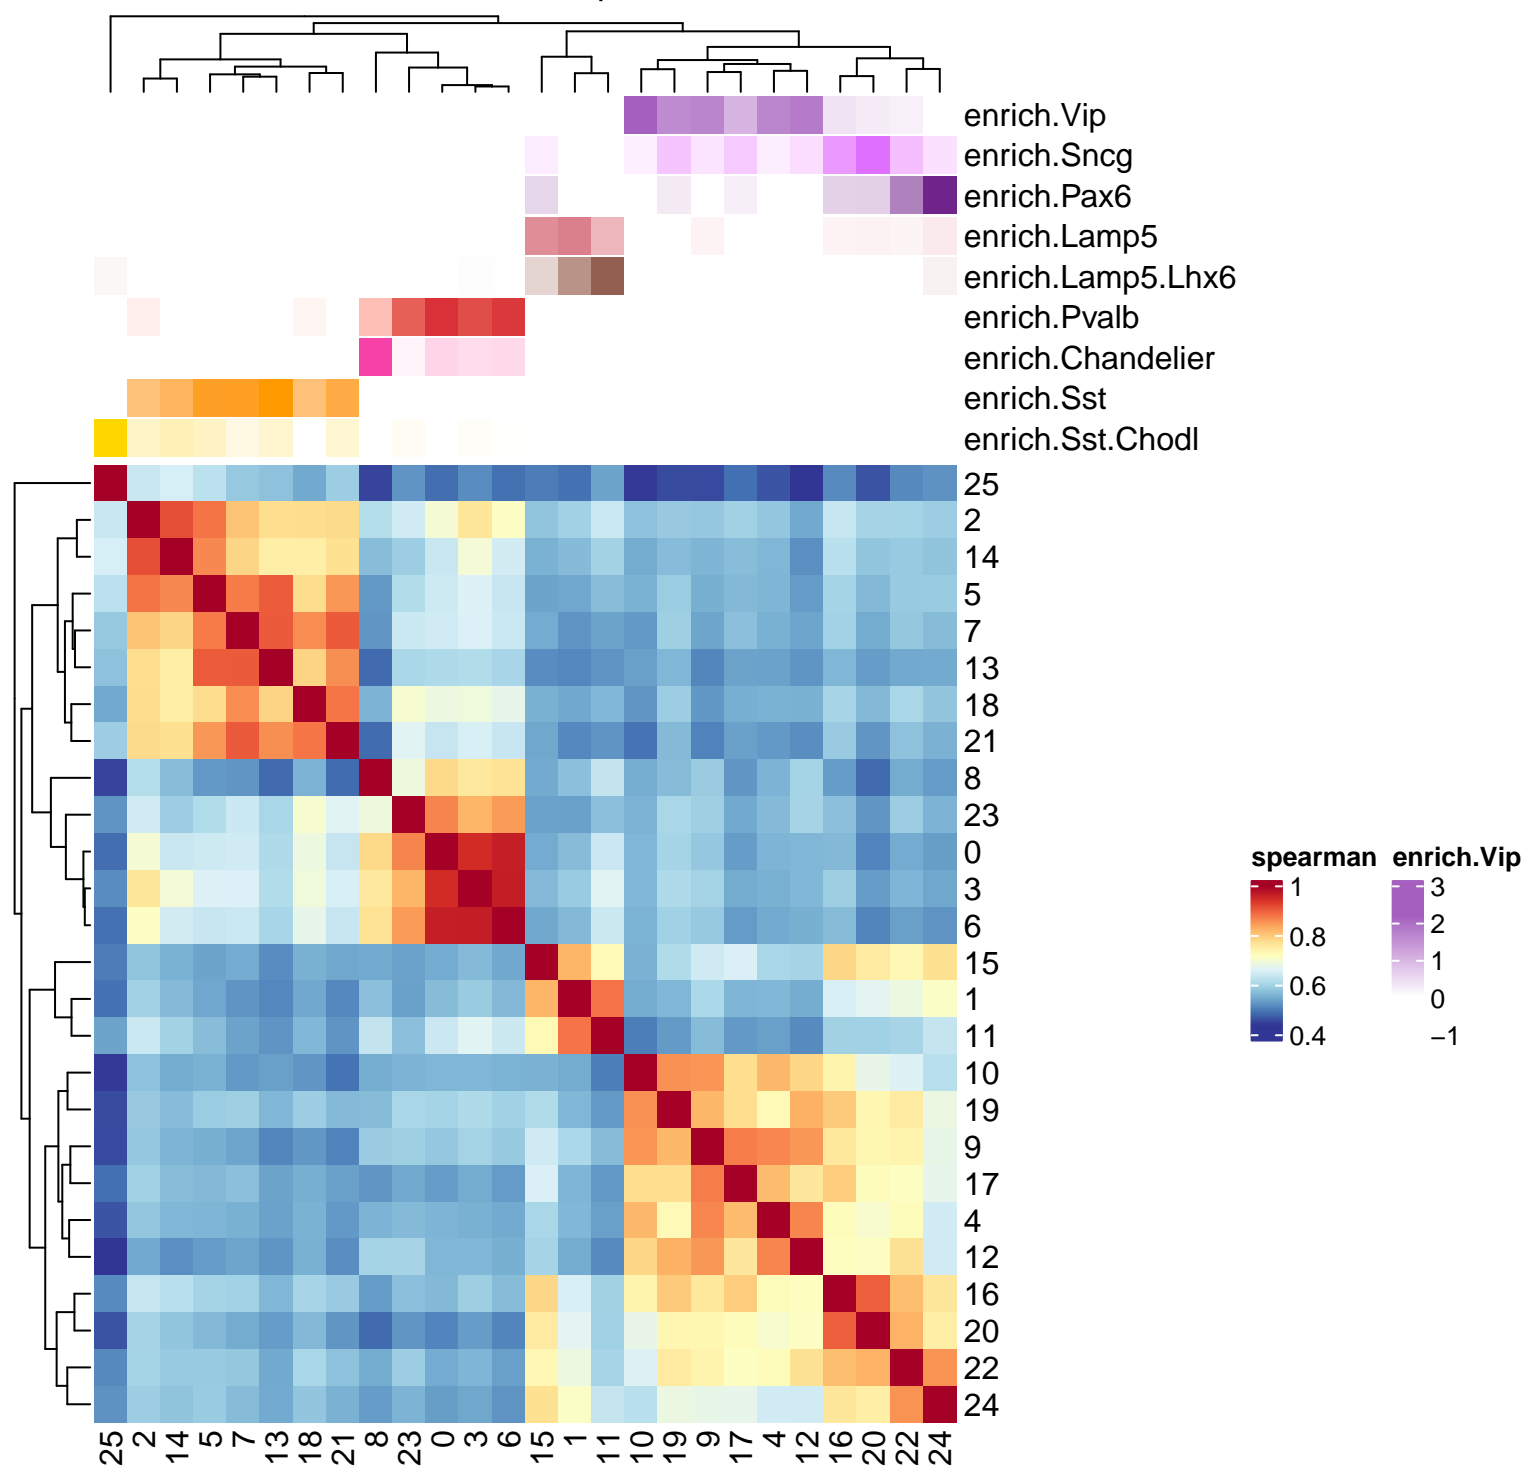 enrich.Vip
enrich.Sncg
enrich.Pax6
enrich.Lamp5
enrich.Lamp5.Lhx6
enrich.Pvalb
enrich.Chandelier
enrich.Sst
enrich.Sst.Chodl
25
2
14
5
7
13
18
21
8
23
0
3
6
15
1
11
10
19
9
17
4
12
16
20
22
24
spearman enrich.Vip
1 3
0.8 2
0.6 1
0.4 0
−1
25 2 14 5 7 13 18 21 8 23 0 3 6 15 1 11 10 19 9 17 4 12 16 20 22 24